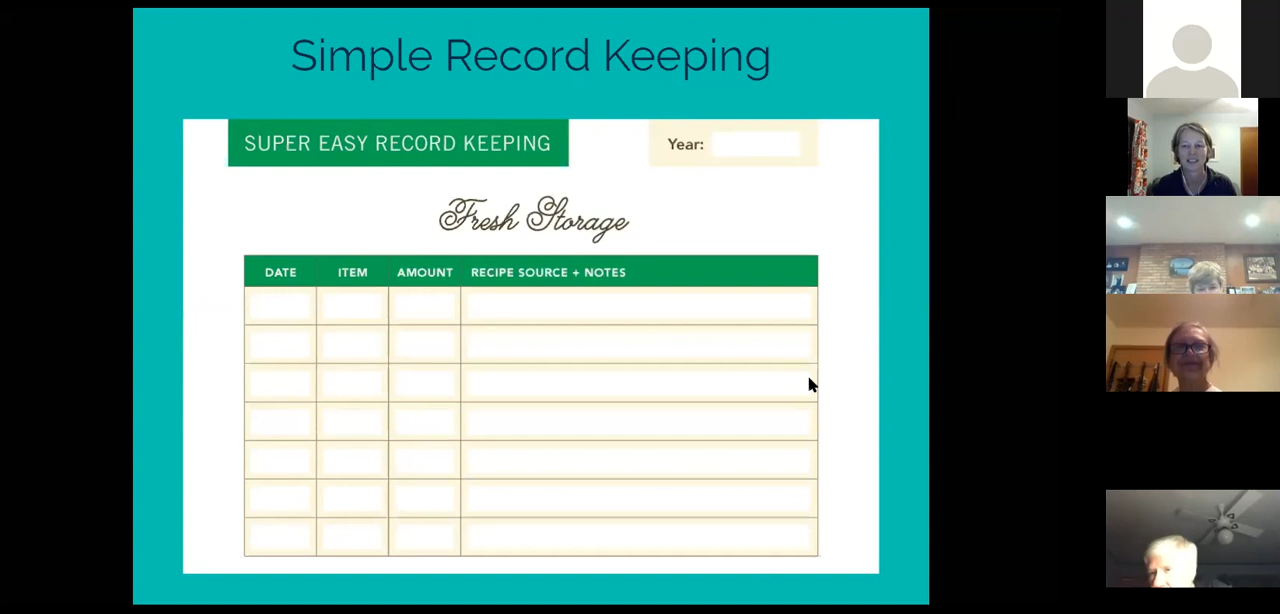 Simple Record Keeping
SUPER EASY RECORD KEEPING
Year:
Fresh Storage
DATE ITEM AMOUNT RECIPE SOURCE + NOTES